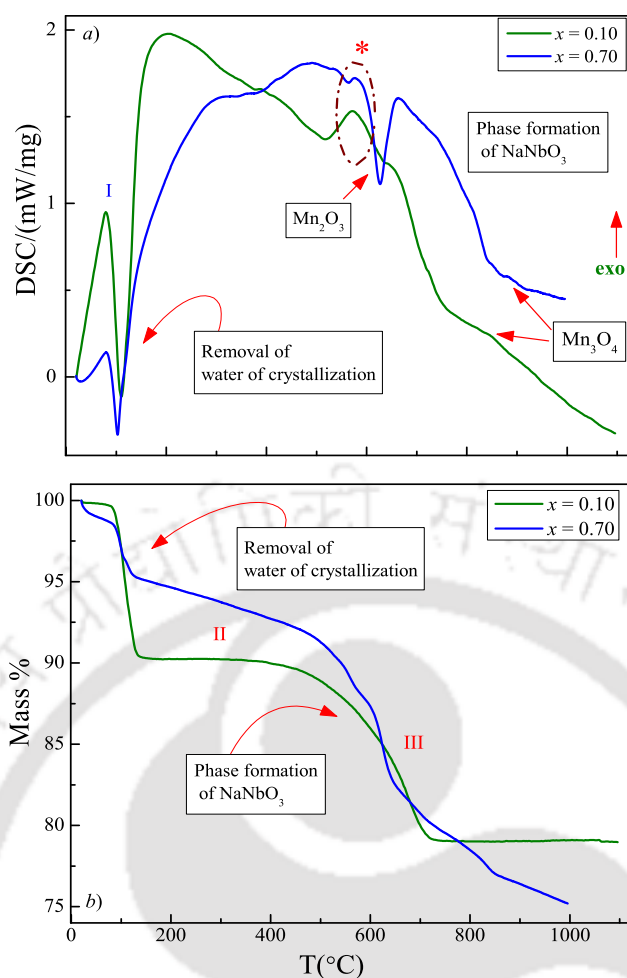 a)
x = 0.10
x = 0.70
*
Phase formation
of NaNbO₃
I
Mn₂O₃
exo
Mn₃O₄
Removal of
water of crystallization
DSC/(mW/mg)
2
1
0
b)
x = 0.10
x = 0.70
Removal of
water of crystallization
II
III
Phase formation
of NaNbO₃
Mass %
100
95
90
85
80
75
0 200 400 600 800 1000
T(°C)